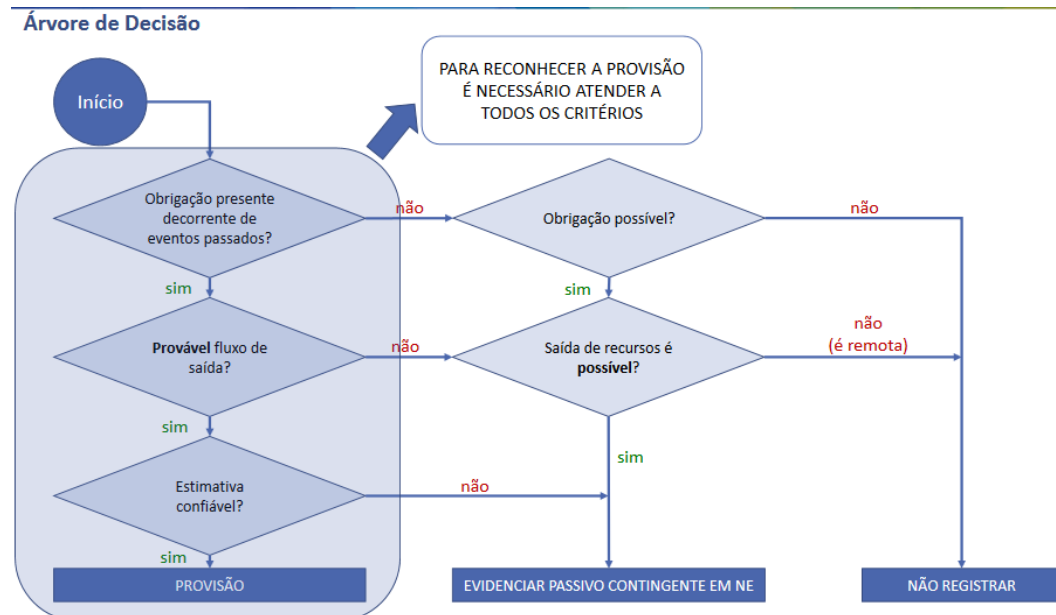 Árvore de Decisão
Início
PARA RECONHECER A PROVISÃO
É NECESSÁRIO ATENDER A
TODOS OS CRITÉRIOS
Obrigação presente
decorrente de
eventos passados?
não
Obrigação possível?
não
sim
sim
Provável fluxo de
saída?
não
Saída de recursos é
possível?
não
(é remota)
sim
sim
Estimativa
confiável?
não
sim
PROVISÃO
EVIDENCIAR PASSIVO CONTINGENTE EM NE
NÃO REGISTRAR